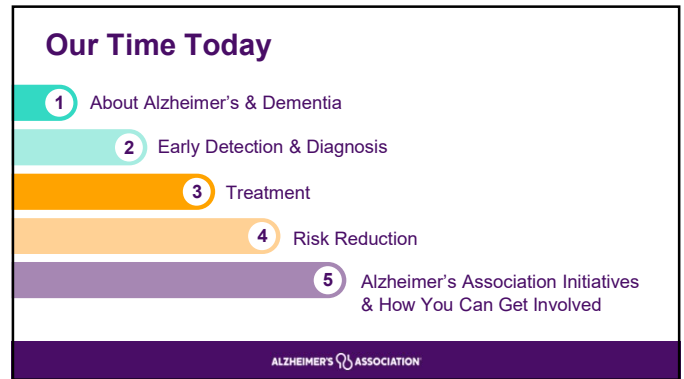 Our Time Today
1 About Alzheimer's & Dementia
2 Early Detection & Diagnosis
3 Treatment
4 Risk Reduction
5 Alzheimer's Association Initiatives
& How You Can Get Involved
ALZHEIMER'S ASSOCIATION